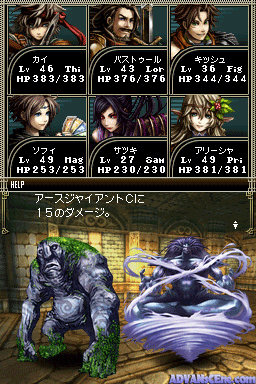 カイ
Lv 46 Thi
HP383/383
バストゥール
Lv 43 Lor
HP376/376
キッシュ
Lv 36 Fig
HP344/344
ソフィ
Lv 49 Mag
HP253/253
サツキ
Lv 27 Sam
HP230/230
アリーシャ
Lv 49 Pri
HP381/381
HELP
アースジャイアントCに
15のダメージ。
ADVANsCEne.com